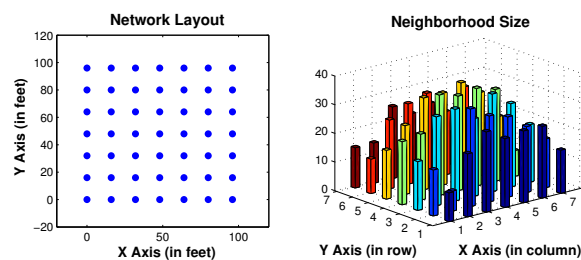 Network Layout
120
100
80
60
40
20
0
−20
0 50 100
X Axis (in feet)
Y Axis (in feet)
Neighborhood Size
40
30
20
10
0
7 6 5 4 3 2 1
1 2 3 4 5 6 7
Y Axis (in row)
X Axis (in column)